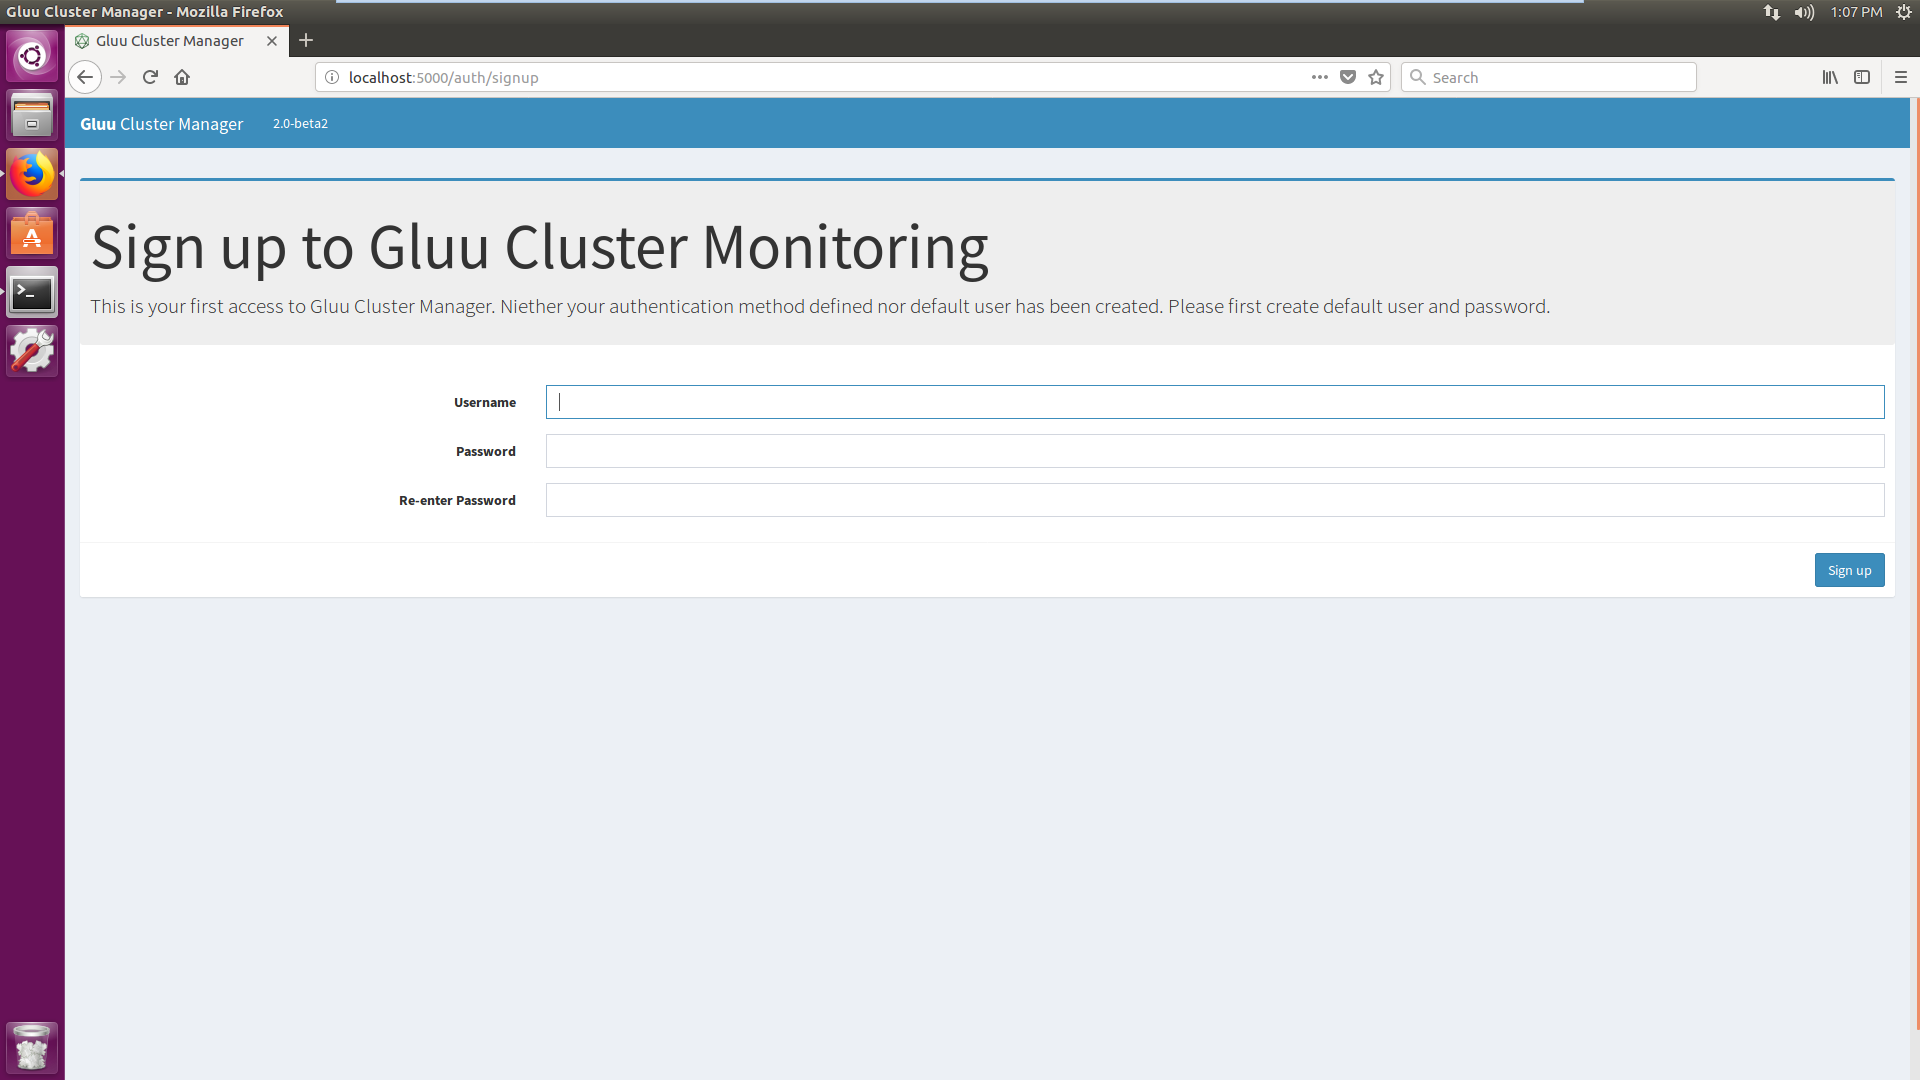 Gluu Cluster Manager - Mozilla Firefox
1:07 PM
Gluu Cluster Manager
localhost:5000/auth/signup
Search
Gluu Cluster Manager 2.0-beta2
Sign up to Gluu Cluster Monitoring
This is your first access to Gluu Cluster Manager. Niether your authentication method defined nor default user has been created. Please first create default user and password.
Username
Password
Re-enter Password
Sign up